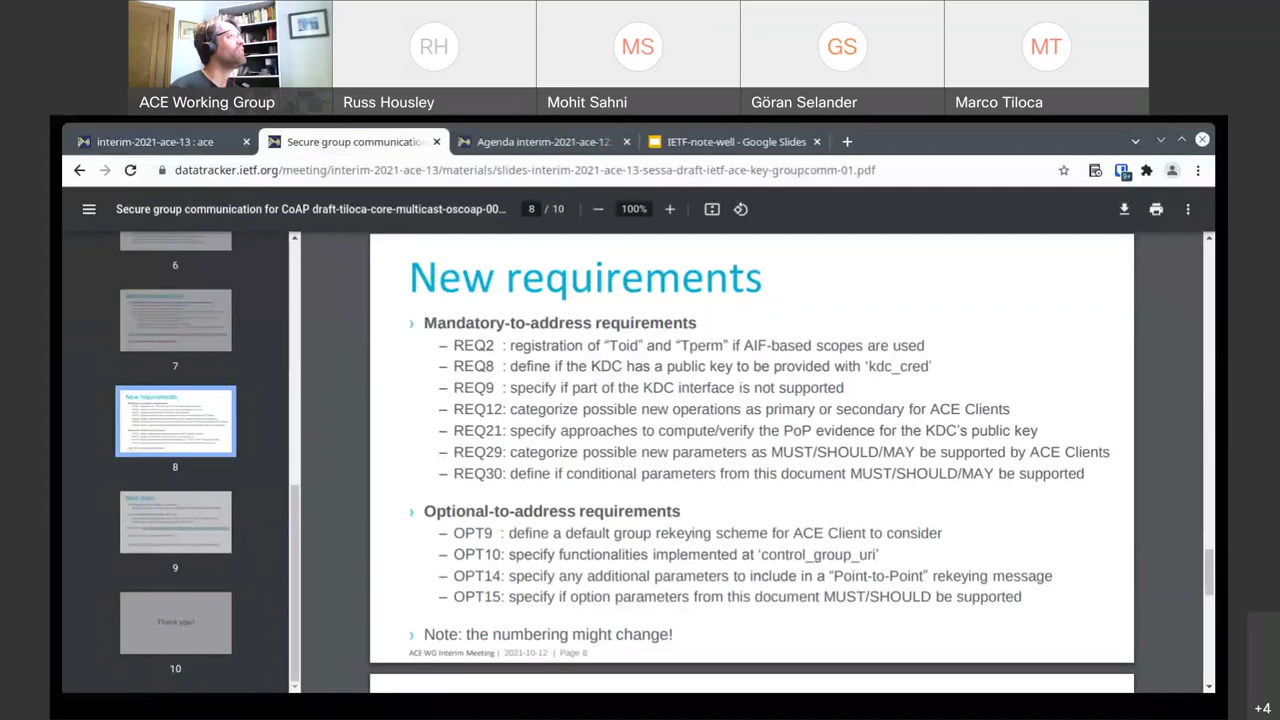 RH
MS
GS
MT
ACE Working Group
Russ Housley
Mohit Sahni
Göran Selander
Marco Tiloca
interim-2021-ace-13 : ace
Secure group communicatio
Agenda interim-2021-ace-12
IETF-note-well - Google Slides
datatracker.ietf.org/meeting/interim-2021-ace-13/materials/slides-interim-2021-ace-13-sessa-draft-ietf-ace-key-groupcomm-01.pdf
9+
Secure group communication for CoAP draft-tiloca-core-multicast-oscoap-00...
8 / 10
100%
6
7
8
9
Thank you!
10
New requirements
› Mandatory-to-address requirements
– REQ2 : registration of “Toid” and “Tperm” if AIF-based scopes are used
– REQ8 : define if the KDC has a public key to be provided with ‘kdc_cred’
– REQ9 : specify if part of the KDC interface is not supported
– REQ12: categorize possible new operations as primary or secondary for ACE Clients
– REQ21: specify approaches to compute/verify the PoP evidence for the KDC’s public key
– REQ29: categorize possible new parameters as MUST/SHOULD/MAY be supported by ACE Clients
– REQ30: define if conditional parameters from this document MUST/SHOULD/MAY be supported
› Optional-to-address requirements
– OPT9 : define a default group rekeying scheme for ACE Client to consider
– OPT10: specify functionalities implemented at ‘control_group_uri’
– OPT14: specify any additional parameters to include in a “Point-to-Point” rekeying message
– OPT15: specify if option parameters from this document MUST/SHOULD be supported
› Note: the numbering might change!
ACE WG Interim Meeting | 2021-10-12 | Page 8
+4